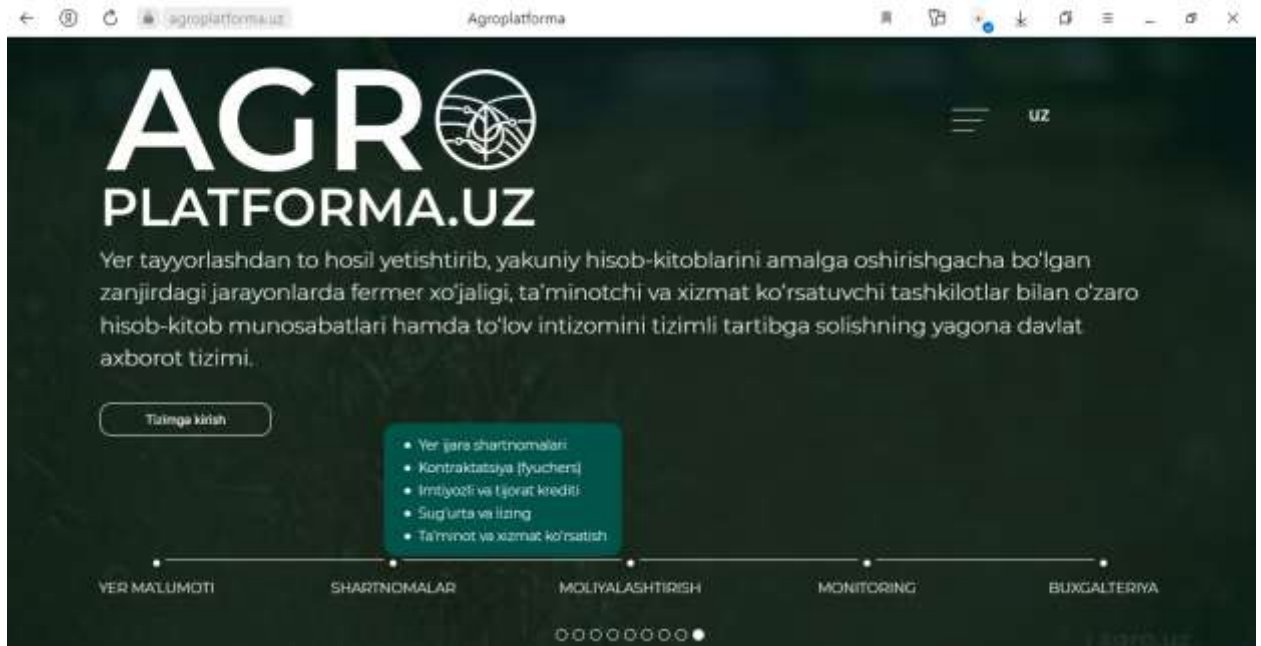 agroplatforma.uz
Agroplatforma
AGRO
UZ
PLATFORMA.UZ
Yer tayyorlashdan to hosil yetishtirib, yakuniy hisob-kitoblarini amalga oshirishgacha bo'lgan
zanjirdagi jarayonlarda fermer xo'jaligi, ta'minotchi va xizmat ko'rsatuvchi tashkilotlar bilan o'zaro
hisob-kitob munosabatlari hamda to'lov intizomini tizimli tartibga solishning yagona davlat
axborot tizimi.
Tizimga kirish
• Yer ijara shartnomalari
• Kontraktatsiya (fyuchers)
• Imtiyozli va tijorat krediti
• Sug'urta va lizing
• Ta'minot va xizmat ko'rsatish
YER MA'LUMOTI
SHARTNOMALAR
MOLIYALASHTIRISH
MONITORING
BUXGALTERIYA